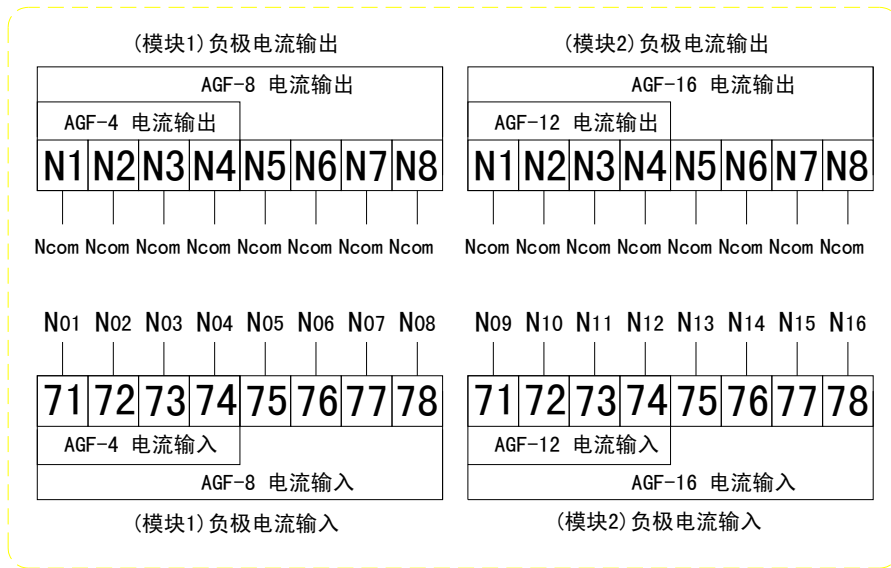 (模块1)负极电流输出
AGF-8 电流输出
AGF-4 电流输出
N1 N2 N3 N4 N5 N6 N7 N8
Ncom Ncom Ncom Ncom Ncom Ncom Ncom Ncom
(模块2)负极电流输出
AGF-16 电流输出
AGF-12 电流输出
N1 N2 N3 N4 N5 N6 N7 N8
Ncom Ncom Ncom Ncom Ncom Ncom Ncom Ncom
N01 N02 N03 N04 N05 N06 N07 N08
71 72 73 74 75 76 77 78
AGF-4 电流输入
AGF-8 电流输入
(模块1)负极电流输入
N09 N10 N11 N12 N13 N14 N15 N16
71 72 73 74 75 76 77 78
AGF-12 电流输入
AGF-16 电流输入
(模块2)负极电流输入